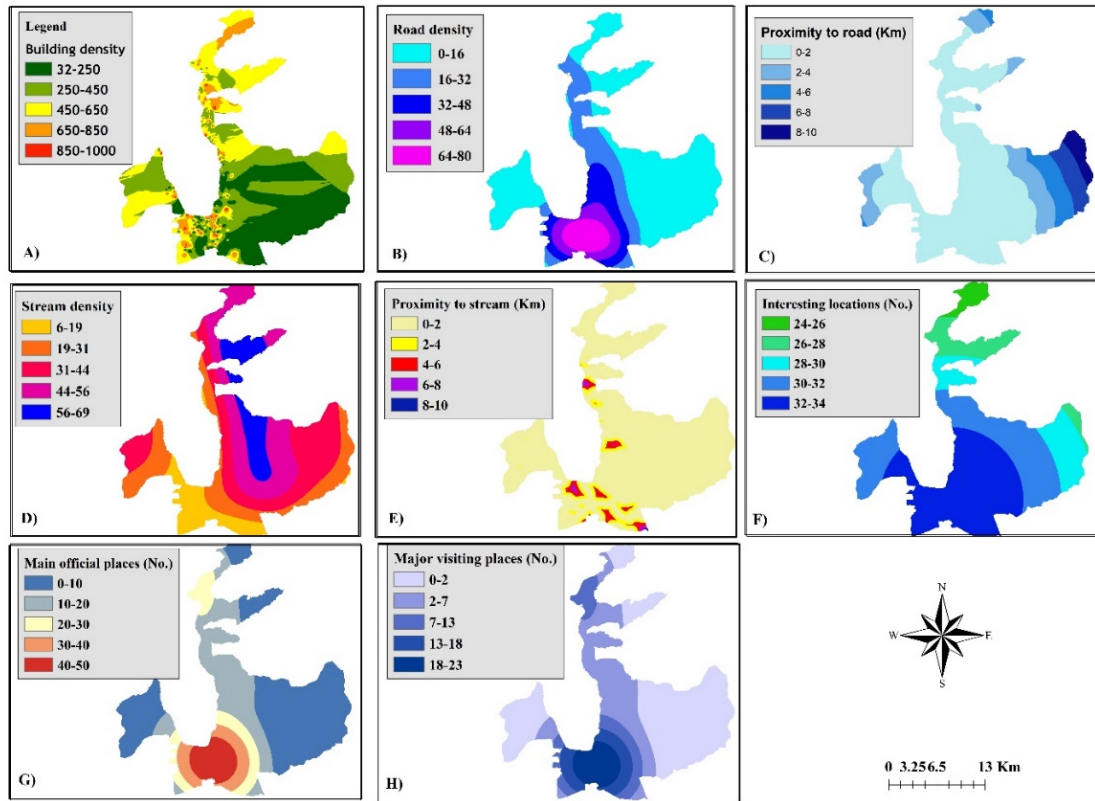 Legend
Building density
32-250
250-450
450-650
650-850
850-1000
A)
Road density
0-16
16-32
32-48
48-64
64-80
B)
Proximity to road (Km)
0-2
2-4
4-6
6-8
8-10
C)
Stream density
6-19
19-31
31-44
44-56
56-69
D)
Proximity to stream (Km)
0-2
2-4
4-6
6-8
8-10
E)
Interesting locations (No.)
24-26
26-28
28-30
30-32
32-34
F)
Main official places (No.)
0-10
10-20
20-30
30-40
40-50
G)
Major visiting places (No.)
0-2
2-7
7-13
13-18
18-23
H)
N
W E
S
0 3.25 6.5 13 Km